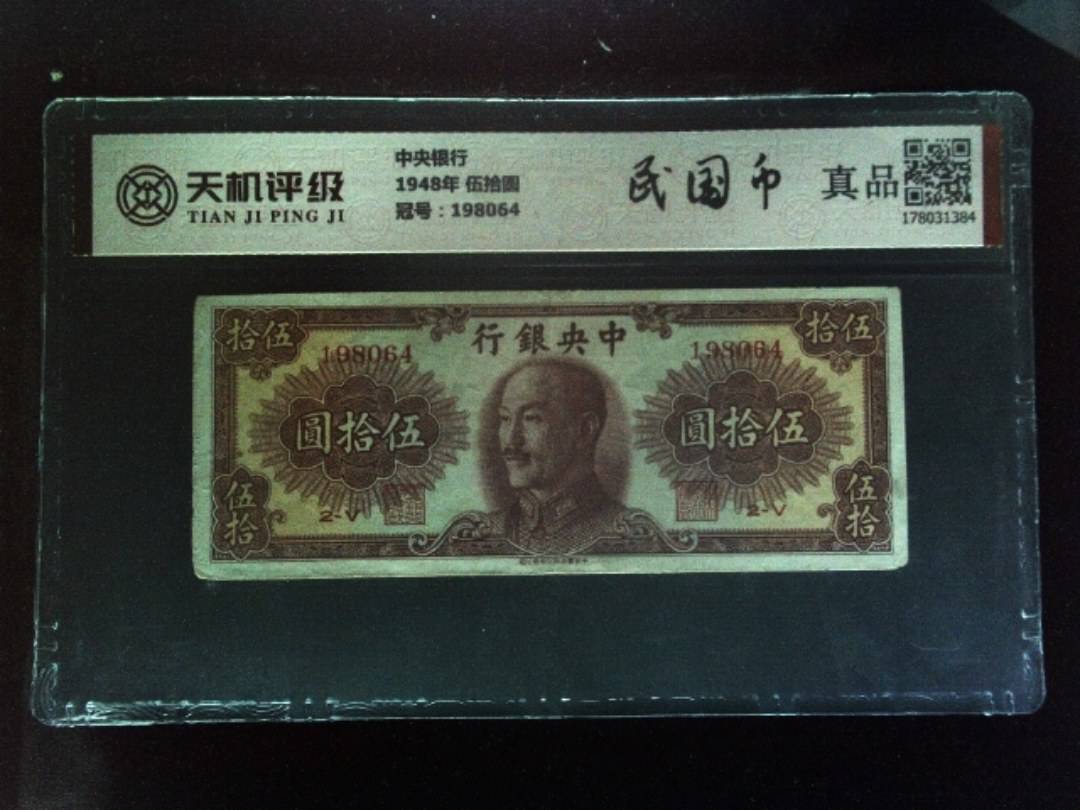 天机评级
TIAN JI PING JI
中央银行
1948年 伍拾圆
冠号：198064
民国币
真品
178031384
拾伍
行銀央中
拾伍
198064
198064
圓拾伍
圓拾伍
伍拾
2-V
2-V
伍拾